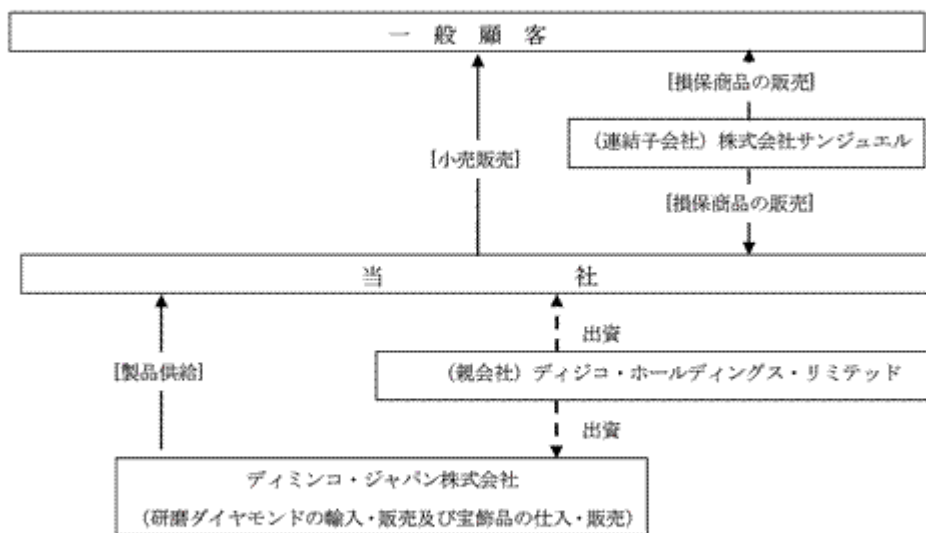 一般顧客
[損保商品の販売]
(連結子会社) 株式会社サンジュエル
[小売販売]
[損保商品の販売]
当社
出資
[製品供給]
(親会社) ディジコ・ホールディングス・リミテッド
出資
ディミンコ・ジャパン株式会社
(研磨ダイヤモンドの輸入・販売及び宝飾品の仕入・販売)